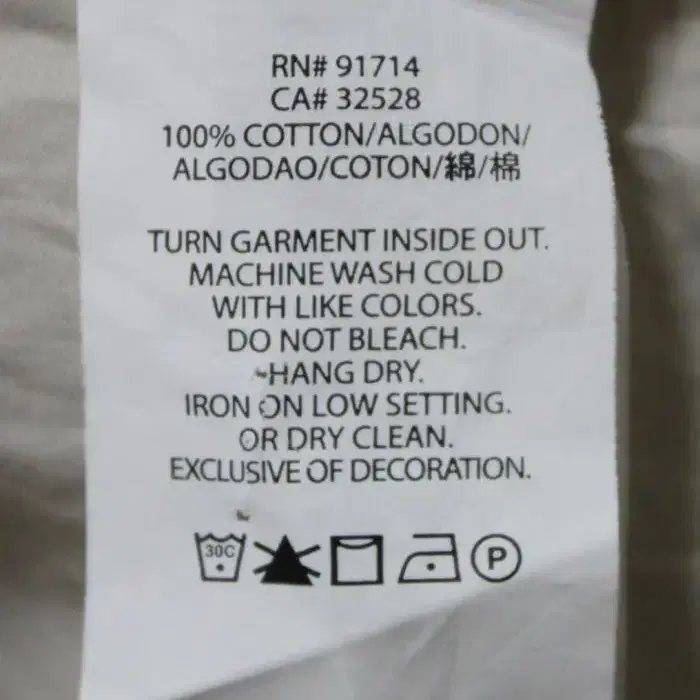 RN# 91714
CA# 32528
100% COTTON/ALGODON/
ALGODAO/COTON/綿/棉
TURN GARMENT INSIDE OUT.
MACHINE WASH COLD
WITH LIKE COLORS.
DO NOT BLEACH.
HANG DRY.
IRON ON LOW SETTING.
OR DRY CLEAN.
EXCLUSIVE OF DECORATION.
30C P